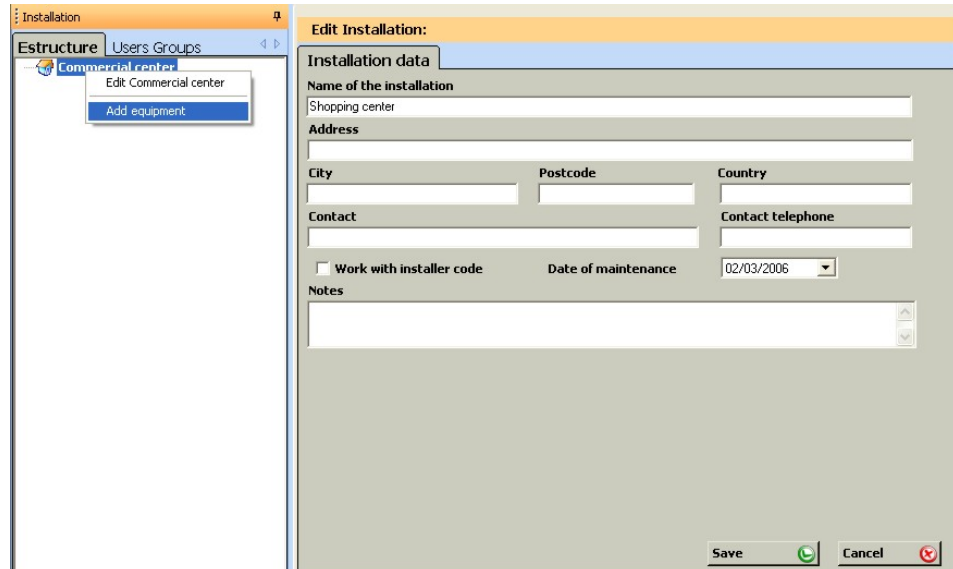 Installation
Estructure Users Groups
Commercial center
Edit Commercial center
Add equipment
Edit Installation:
Installation data
Name of the installation
Shopping center
Address
City Postcode Country
Contact Contact telephone
Work with installer code Date of maintenance 02/03/2006
Notes
Save Cancel